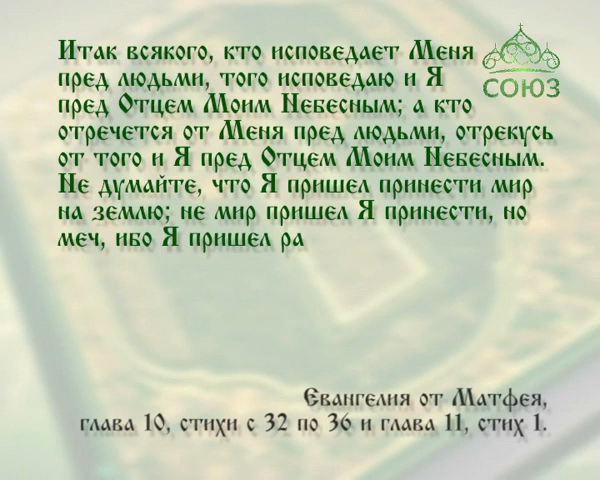 Итак всякого, кто исповедает Меня
пред людьми, того исповедаю и Я
пред Отцем Моим Небесным; а кто
отречется от Меня пред людьми, отрекусь
от того и Я пред Отцем Моим Небесным.
Не думайте, что Я пришел принести мир
на землю; не мир пришел Я принести, но
меч, ибо Я пришел ра
СОЮЗ
Евангелия от Матфея,
глава 10, стихи с 32 по 36 и глава 11, стих 1.